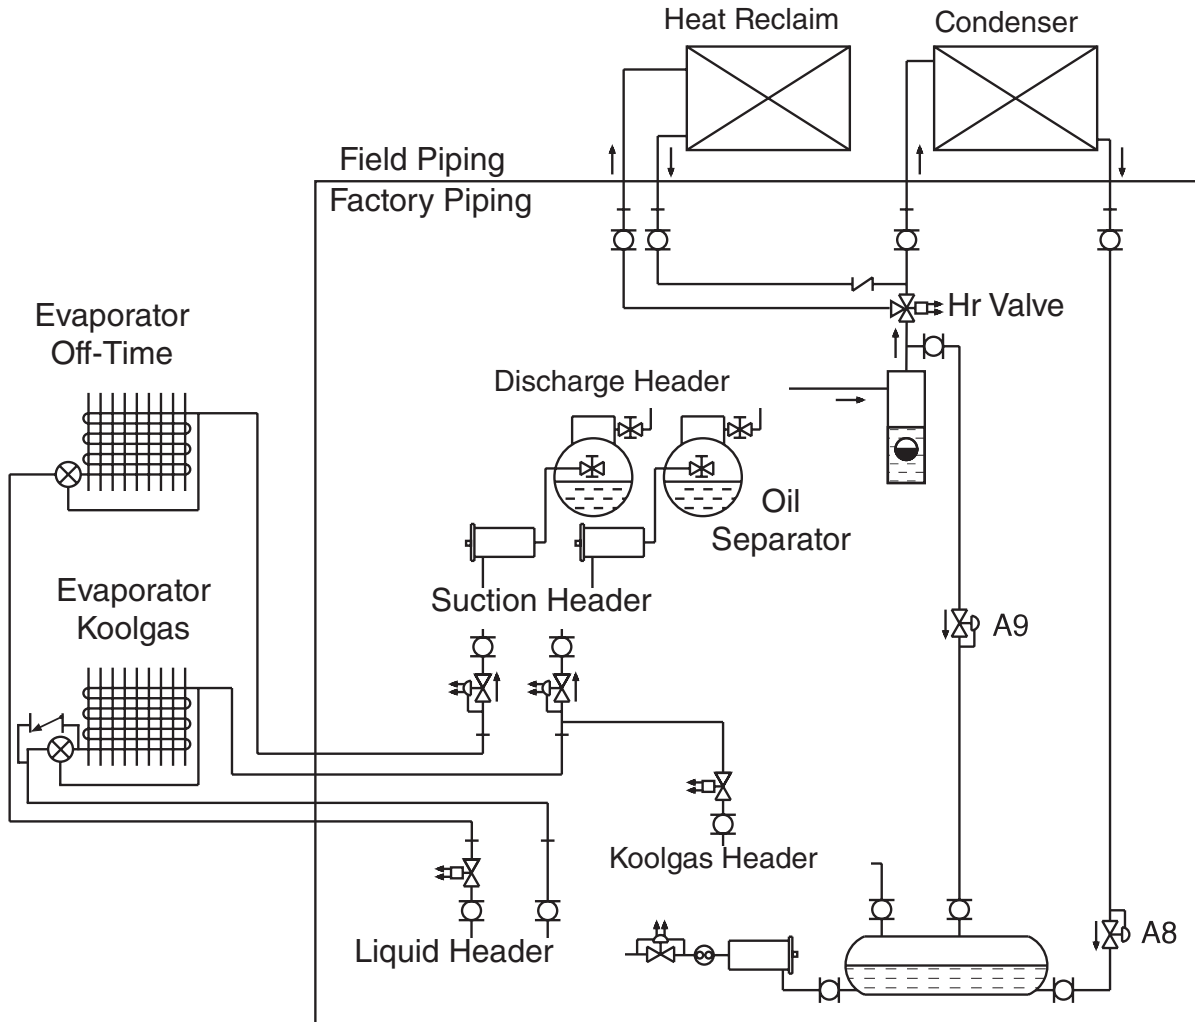 Heat Reclaim
Condenser
Field Piping
Factory Piping
Hr Valve
Evaporator
Off-Time
Discharge Header
Oil
Separator
Evaporator
Koolgas
Suction Header
A9
Koolgas Header
Liquid Header
A8